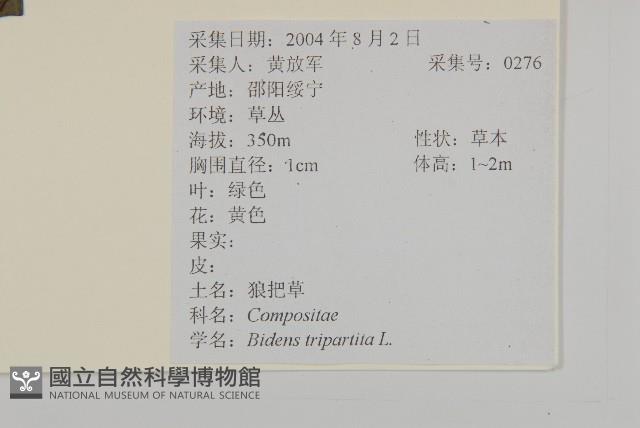 采集日期：2004 年 8 月 2 日
采集人：黄放军 采集号：0276
产地：邵阳绥宁
环境：草丛
海拔：350m 性状：草本
胸围直径：1cm 体高：1~2m
叶：绿色
花：黄色
果实：
皮：
土名：狼把草
科名：Compositae
学名：Bidens tripartita L.
國立自然科學博物館
NATIONAL MUSEUM OF NATURAL SCIENCE